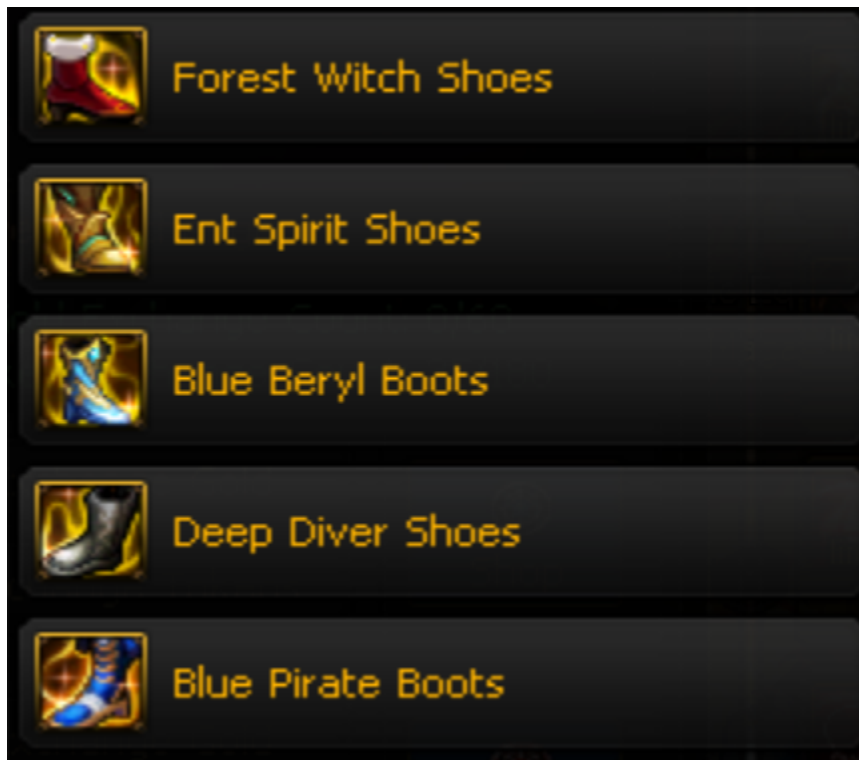 Forest Witch Shoes
Ent Spirit Shoes
Blue Beryl Boots
Deep Diver Shoes
Blue Pirate Boots